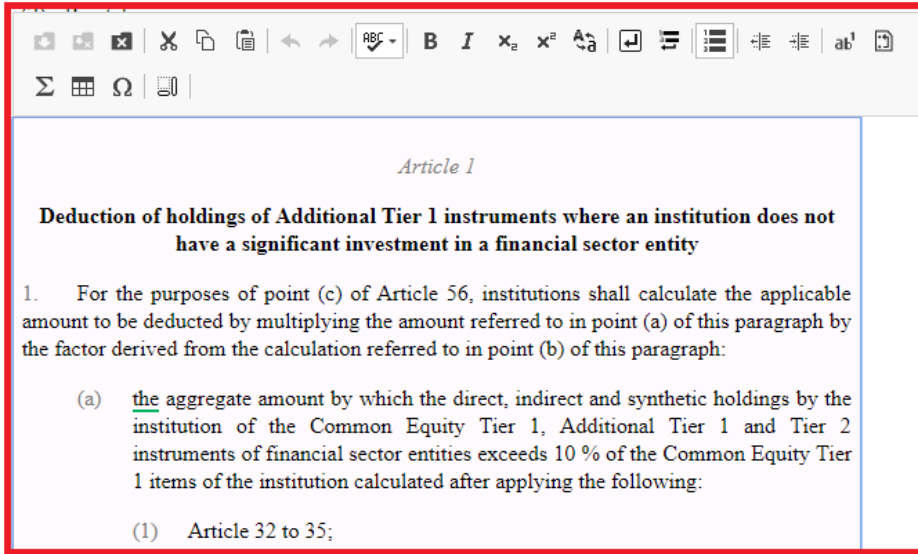 ABC
B I X₂ X² A a
ab¹
Σ Ω
Article 1
Deduction of holdings of Additional Tier 1 instruments where an institution does not
have a significant investment in a financial sector entity
1. For the purposes of point (c) of Article 56, institutions shall calculate the applicable
amount to be deducted by multiplying the amount referred to in point (a) of this paragraph by
the factor derived from the calculation referred to in point (b) of this paragraph:
(a) the aggregate amount by which the direct, indirect and synthetic holdings by the
institution of the Common Equity Tier 1, Additional Tier 1 and Tier 2
instruments of financial sector entities exceeds 10 % of the Common Equity Tier
1 items of the institution calculated after applying the following:
(1) Article 32 to 35;